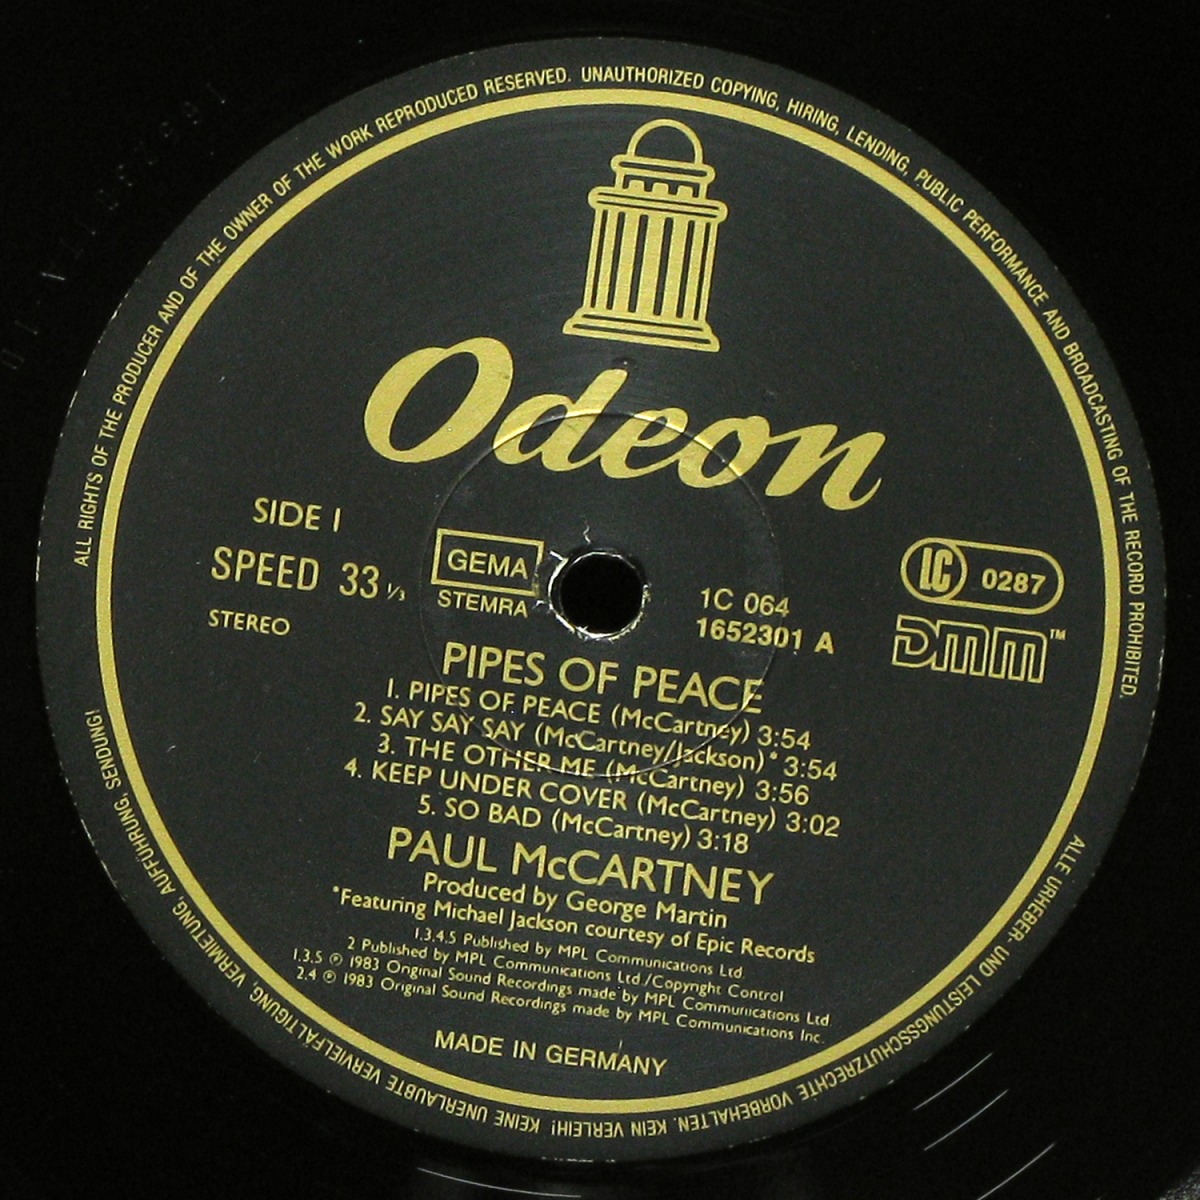 ALL RIGHTS OF THE PRODUCER AND OF THE OWNER OF THE WORK REPRODUCED RESERVED. UNAUTHORIZED COPYING, HIRING, LENDING, PUBLIC PERFORMANCE AND BROADCASTING OF THE RECORD PROHIBITED.
Odeon
SIDE I
SPEED 33 1/3
STEREO
GEMA
STEMRA
1C 064
1652301 A
LC 0287
DMM™
PIPES OF PEACE
1. PIPES OF PEACE (McCartney) 3:54
2. SAY SAY SAY (McCartney/Jackson)* 3:54
3. THE OTHER ME (McCartney) 3:56
4. KEEP UNDER COVER (McCartney) 3:02
5. SO BAD (McCartney) 3:18
PAUL McCARTNEY
Produced by George Martin
*Featuring Michael Jackson courtesy of Epic Records
1.3.4.5 Published by MPL Communications Ltd.
2 Published by MPL Communications Ltd./Copyright Control
1.3.5 ℗ 1983 Original Sound Recordings made by MPL Communications Ltd.
2.4 ℗ 1983 Original Sound Recordings made by MPL Communications Inc.
MADE IN GERMANY
ALLE URHEBER- UND LEISTUNGSSCHUTZRECHTE VORBEHALTEN. KEIN VERLEIH! KEINE UNERLAUBTE VERVIELFÄLTIGUNG, VERMIETUNG, AUFFÜHRUNG, SENDUNG!